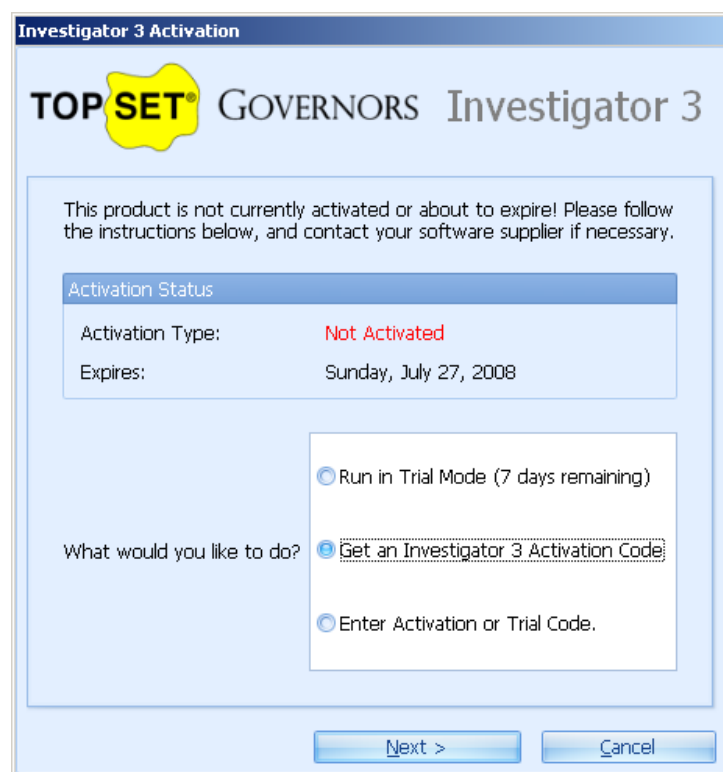 Investigator 3 Activation
TOPSET® GOVERNORS Investigator 3
This product is not currently activated or about to expire! Please follow
the instructions below, and contact your software supplier if necessary.
Activation Status
Activation Type: Not Activated
Expires: Sunday, July 27, 2008
Run in Trial Mode (7 days remaining)
What would you like to do? Get an Investigator 3 Activation Code
Enter Activation or Trial Code.
Next > Cancel